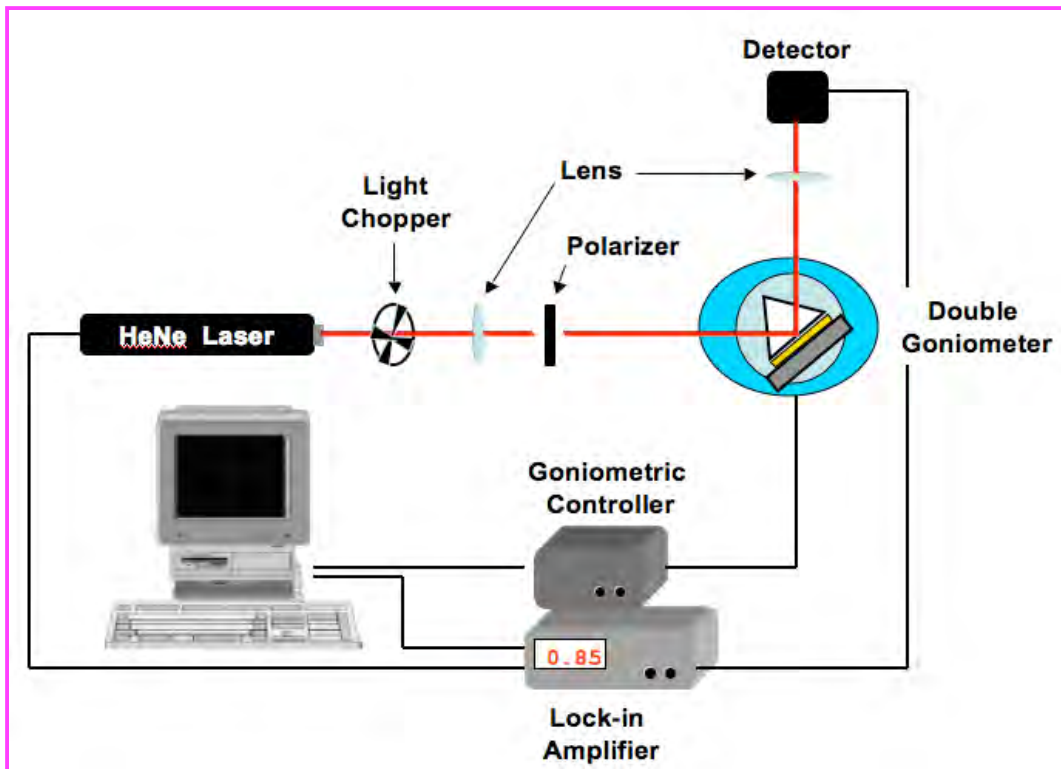 Detector
Lens
Light
Chopper
Polarizer
HeNe Laser
Double
Goniometer
Goniometric
Controller
0.85
Lock-in
Amplifier